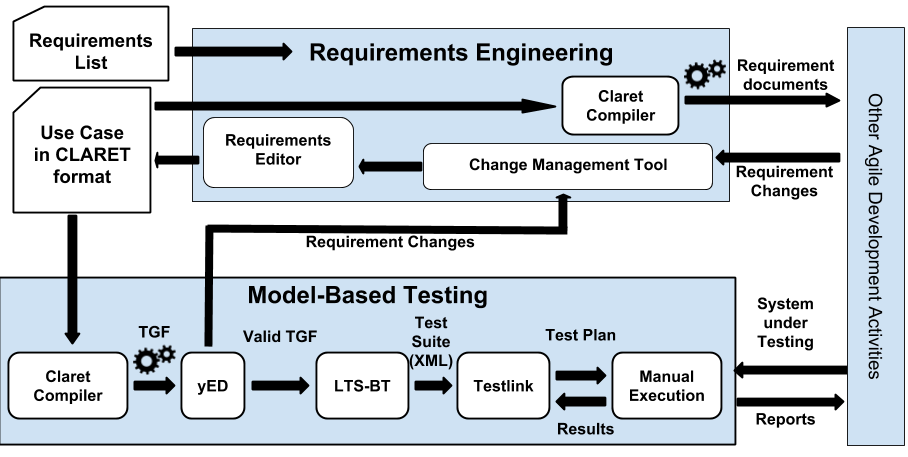 Requirements
List
Requirements Engineering
Requirement
documents
Claret
Compiler
Use Case
in CLARET
format
Requirements
Editor
Change Management Tool
Requirement
Changes
Other Agile Development Activities
Requirement Changes
Model-Based Testing
System
under
Testing
TGF
Valid TGF
Test
Suite
(XML)
Test Plan
Claret
Compiler
yED
LTS-BT
Testlink
Manual
Execution
Results
Reports